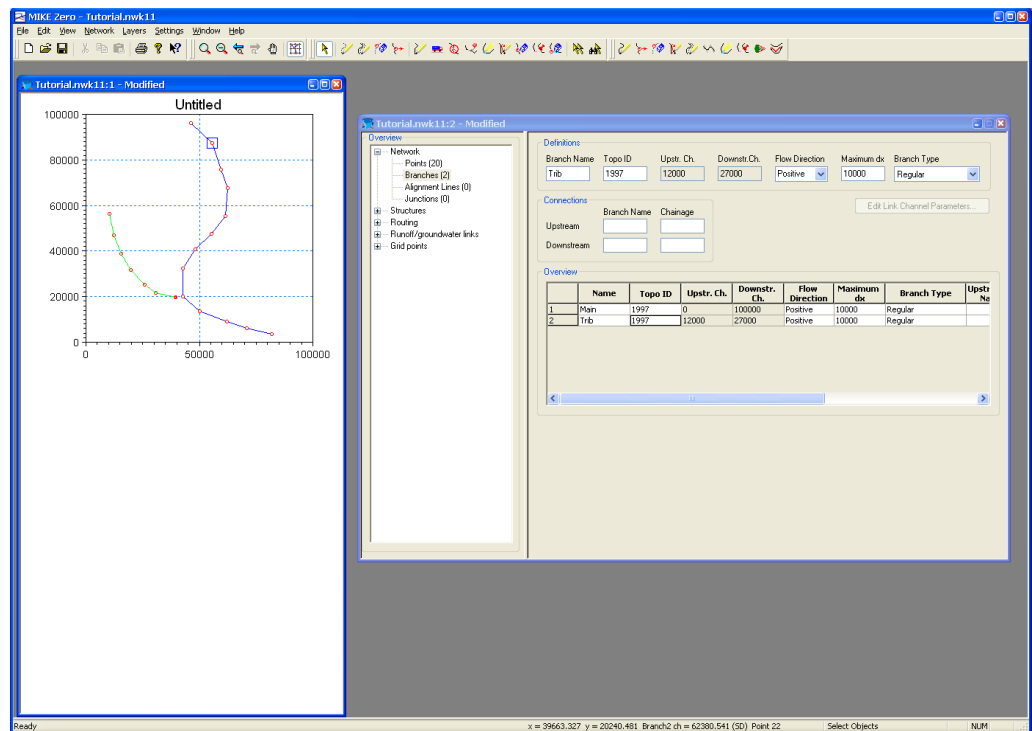 MIKE Zero - Tutorial.nwk11
File Edit View Network Layers Settings Window Help
Tutorial.nwk11:1 - Modified
Untitled
100000
80000
60000
40000
20000
0
0 50000 100000
Tutorial.nwk11:2 - Modified
Overview
Network
Points (20)
Branches (2)
Alignment Lines (0)
Junctions (0)
Structures
Routing
Runoff/groundwater links
Grid points
Definitions
Branch Name Topo ID Upstr. Ch. Downstr.Ch. Flow Direction Maximum dx Branch Type
Trib 1997 12000 27000 Positive 10000 Regular
Connections
Branch Name Chainage
Upstream
Downstream
Edit Link Channel Parameters...
Overview
Name Topo ID Upstr. Ch. Downstr. Ch. Flow Direction Maximum dx Branch Type Upstr Na
1 Main 1997 0 100000 Positive 10000 Regular
2 Trib 1997 12000 27000 Positive 10000 Regular
Ready x = 39663.327 y = 20240.481 Branch2 ch = 62380.541 (SD) Point 22 Select Objects NUM